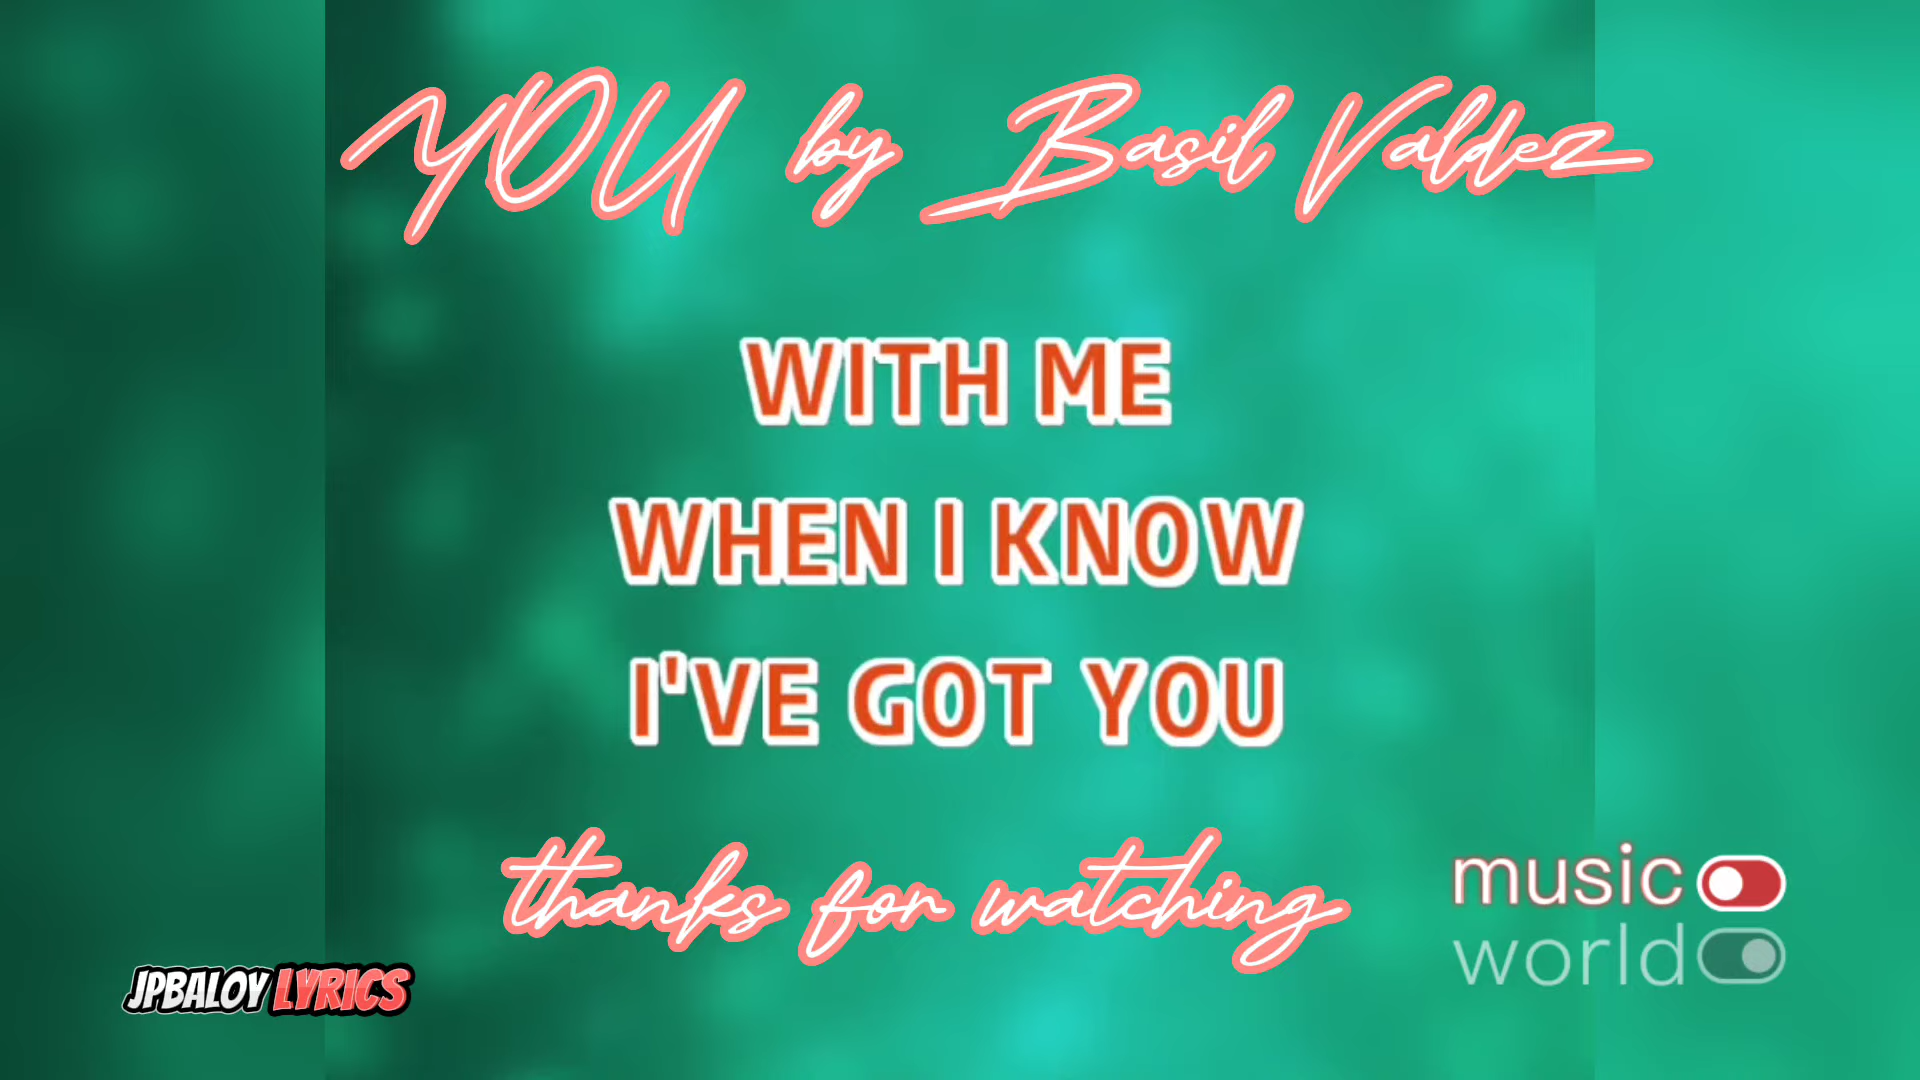 YOU by Basil Valdez
WITH ME
WHEN I KNOW
I'VE GOT YOU
thanks for watching
music
world
JPBALOY LYRICS